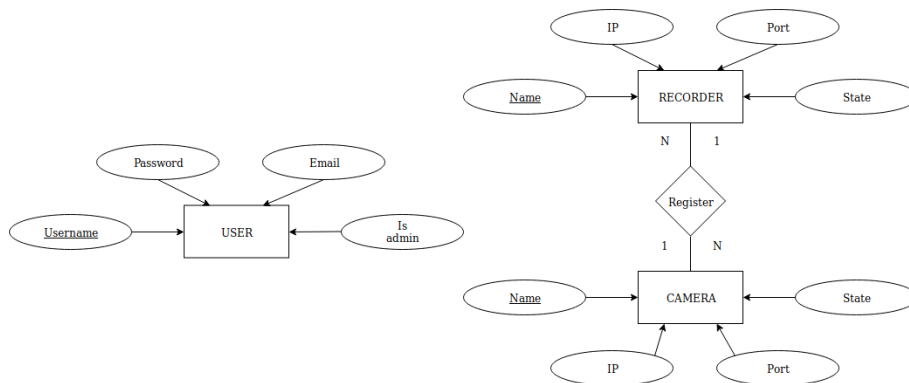 IP
Port
Name
RECORDER
State
N
1
Password
Email
Register
Username
USER
Is
admin
1
N
Name
CAMERA
State
IP
Port